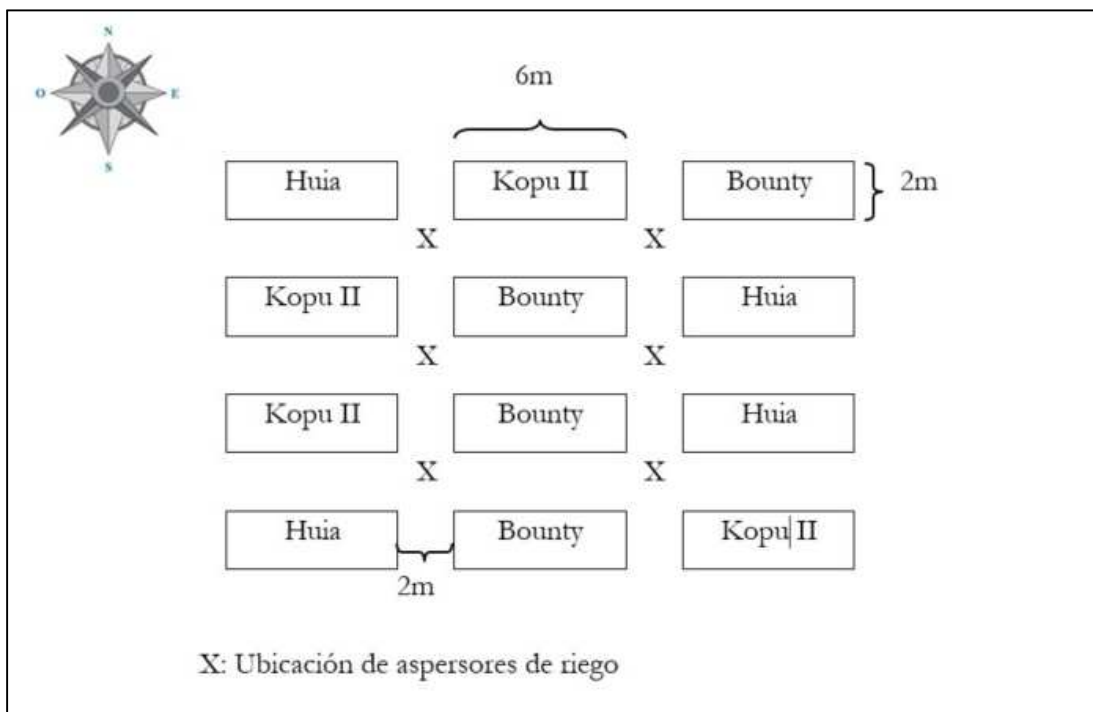 N
O E
S
6m
Huia Kopu II Bounty 2m
X X
Kopu II Bounty Huia
X X
Kopu II Bounty Huia
X X
Huia Bounty Kopu II
2m
X: Ubicación de aspersores de riego